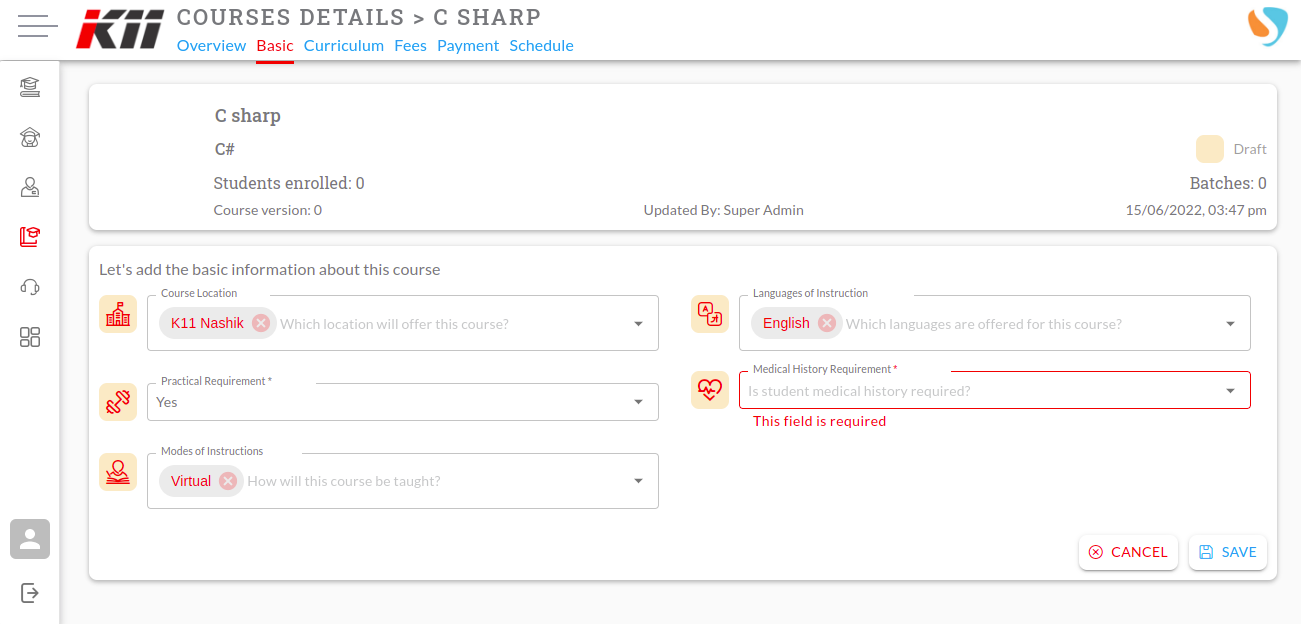 K11
COURSES DETAILS > C SHARP
Overview Basic Curriculum Fees Payment Schedule
C sharp
C#
Draft
Students enrolled: 0
Batches: 0
Course version: 0
Updated By: Super Admin
15/06/2022, 03:47 pm
Let's add the basic information about this course
Course Location
K11 Nashik Which location will offer this course?
Languages of Instruction
English Which languages are offered for this course?
Practical Requirement *
Yes
Medical History Requirement *
Is student medical history required?
This field is required
Modes of Instructions
Virtual How will this course be taught?
CANCEL
SAVE